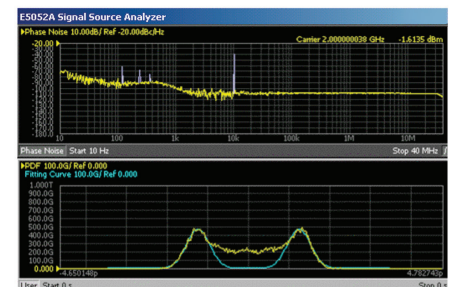 E5052A Signal Source Analyzer
▶Phase Noise 10.00dB/ Ref -20.00dBc/Hz
Carrier 2.000000038 GHz -1.6135 dBm
-20.00
-180.0
10 100 1k 10k 100k 1M 10M
Phase Noise Start 10 Hz Stop 40 MHz
▶PDF 100.0G/ Ref 0.000
Fitting Curve 100.0G/ Ref 0.000
1.000T
900.0G
800.0G
700.0G
600.0G
500.0G
400.0G
300.0G
200.0G
100.0G
0.000
-4.650148p 4.782743p
User Start 0 s Stop 0 s